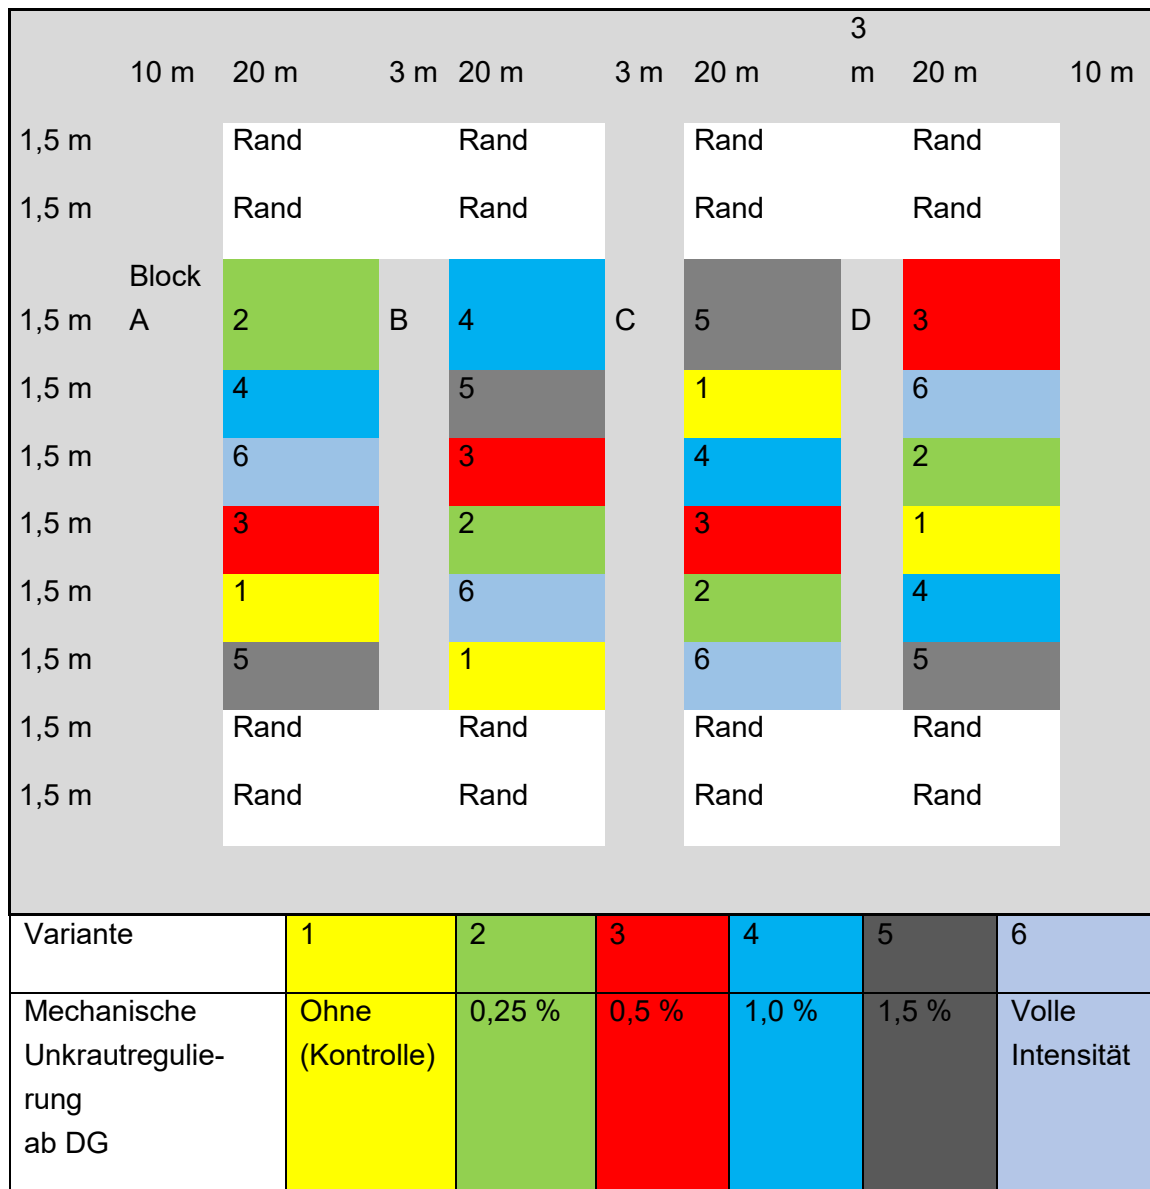 3
10 m 20 m 3 m 20 m 3 m 20 m m 20 m 10 m
1,5 m Rand Rand Rand Rand
1,5 m Rand Rand Rand Rand
Block
1,5 m A 2 B 4 C 5 D 3
1,5 m 4 5 1 6
1,5 m 6 3 4 2
1,5 m 3 2 3 1
1,5 m 1 6 2 4
1,5 m 5 1 6 5
1,5 m Rand Rand Rand Rand
1,5 m Rand Rand Rand Rand
Variante 1 2 3 4 5 6
Mechanische Ohne 0,25 % 0,5 % 1,0 % 1,5 % Volle
Unkrautregulie- (Kontrolle) Intensität
rung
ab DG